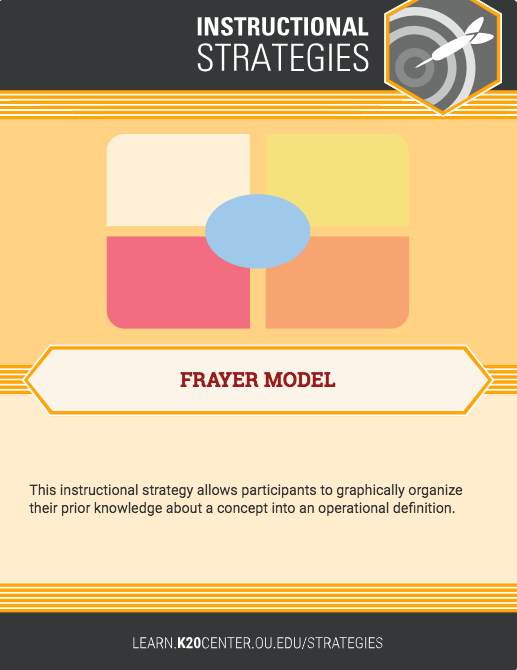 INSTRUCTIONAL
STRATEGIES
FRAYER MODEL
This instructional strategy allows participants to graphically organize
their prior knowledge about a concept into an operational definition.
LEARN.K20CENTER.OU.EDU/STRATEGIES